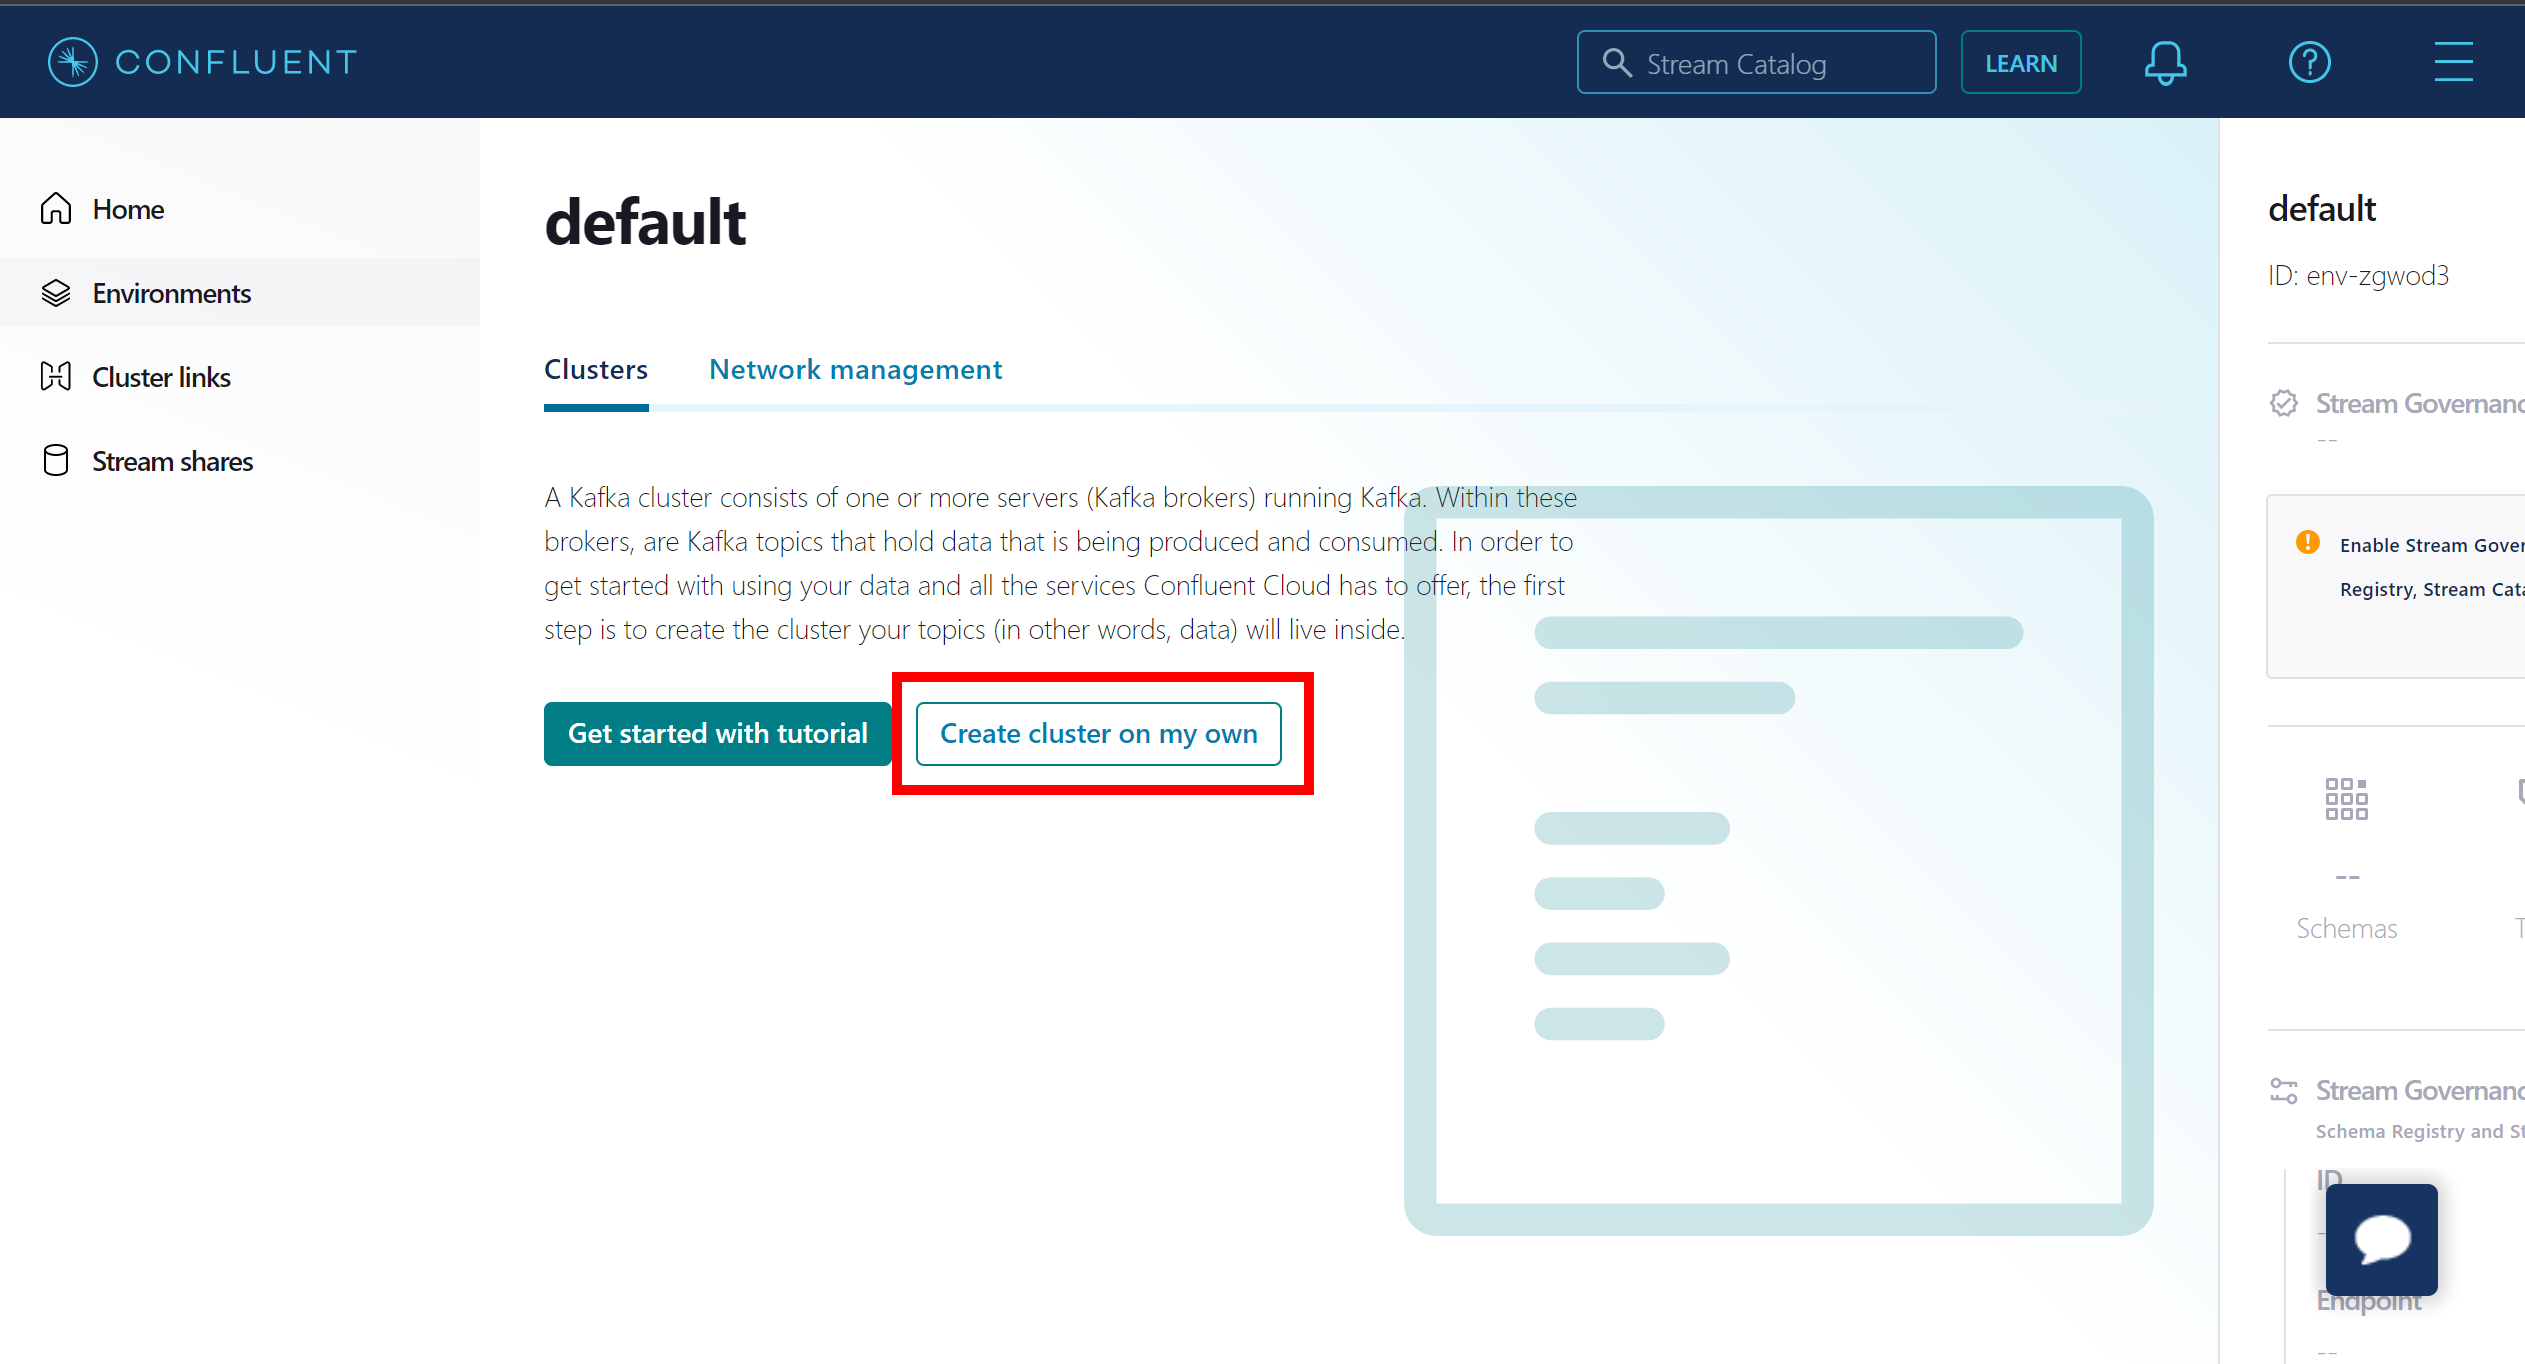 CONFLUENT
Stream Catalog
LEARN
Home
Environments
Cluster links
Stream shares
default
Clusters
Network management
A Kafka cluster consists of one or more servers (Kafka brokers) running Kafka. Within these
brokers, are Kafka topics that hold data that is being produced and consumed. In order to
get started with using your data and all the services Confluent Cloud has to offer, the first
step is to create the cluster your topics (in other words, data) will live inside.
Get started with tutorial
Create cluster on my own
default
ID: env-zgwod3
Stream Governanc
--
Enable Stream Gover
Registry, Stream Cata
--
Schemas
T
Stream Governanc
Schema Registry and St
ID
Endpoint
--